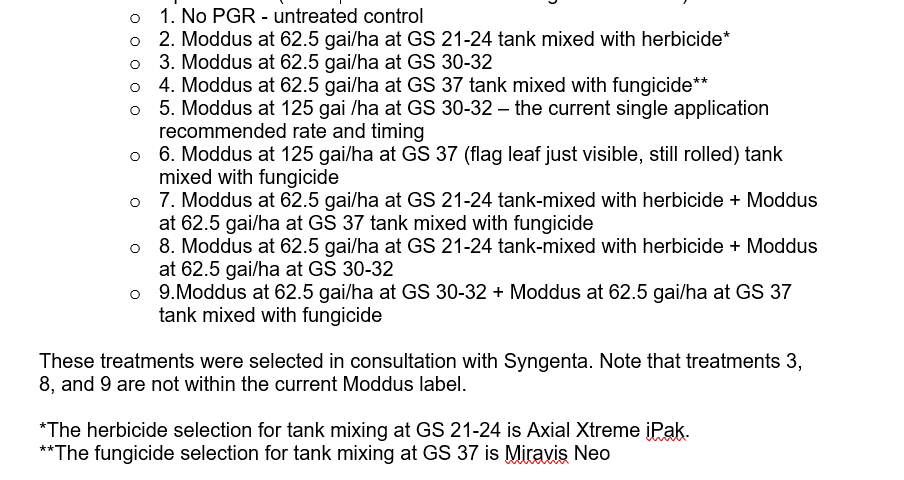 o 1. No PGR - untreated control
o 2. Moddus at 62.5 gai/ha at GS 21-24 tank mixed with herbicide*
o 3. Moddus at 62.5 gai/ha at GS 30-32
o 4. Moddus at 62.5 gai/ha at GS 37 tank mixed with fungicide**
o 5. Moddus at 125 gai /ha at GS 30-32 – the current single application
recommended rate and timing
o 6. Moddus at 125 gai/ha at GS 37 (flag leaf just visible, still rolled) tank
mixed with fungicide
o 7. Moddus at 62.5 gai/ha at GS 21-24 tank-mixed with herbicide + Moddus
at 62.5 gai/ha at GS 37 tank mixed with fungicide
o 8. Moddus at 62.5 gai/ha at GS 21-24 tank-mixed with herbicide + Moddus
at 62.5 gai/ha at GS 30-32
o 9.Moddus at 62.5 gai/ha at GS 30-32 + Moddus at 62.5 gai/ha at GS 37
tank mixed with fungicide
These treatments were selected in consultation with Syngenta. Note that treatments 3,
8, and 9 are not within the current Moddus label.
*The herbicide selection for tank mixing at GS 21-24 is Axial Xtreme iPak.
**The fungicide selection for tank mixing at GS 37 is Miravis Neo